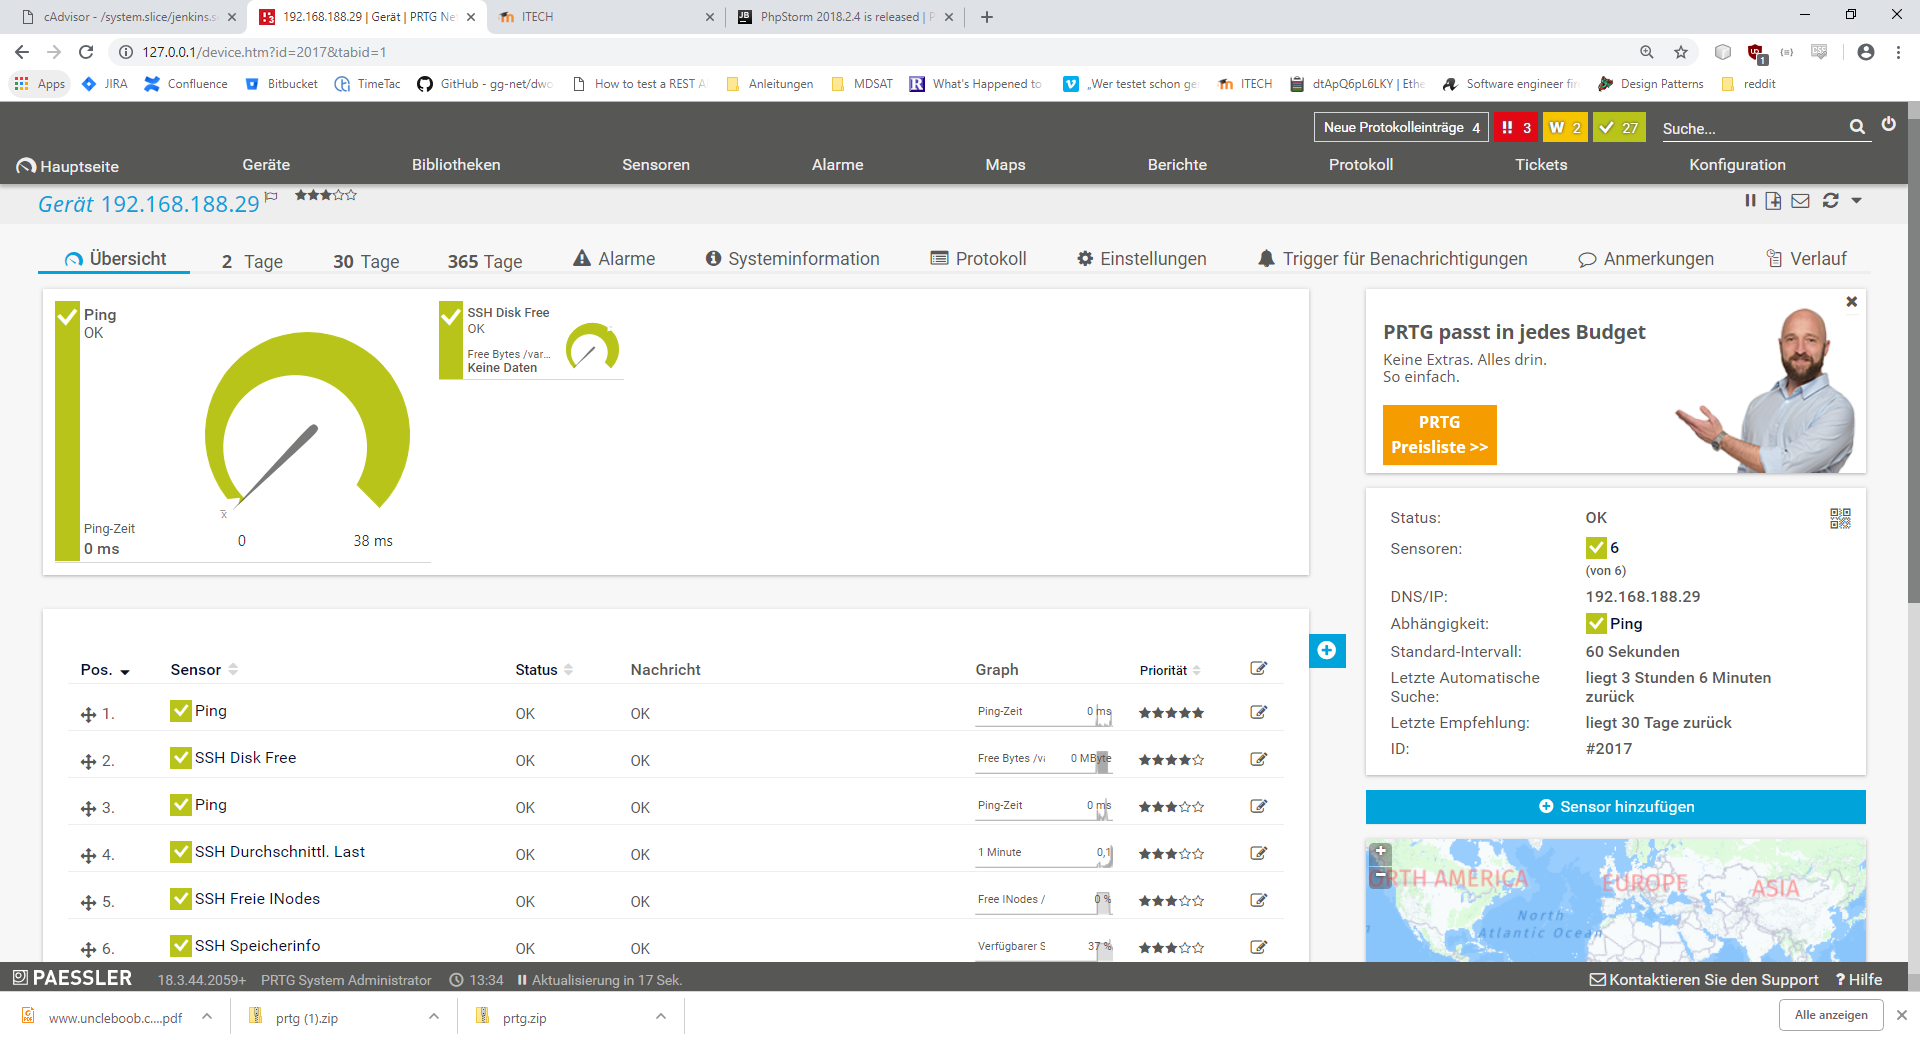 cAdvisor - /system.slice/jenkins.s
192.168.188.29 | Gerät | PRTG Ne
ITECH
PhpStorm 2018.2.4 is released | P
127.0.0.1/device.htm?id=2017&tabid=1
Apps
JIRA
Confluence
Bitbucket
TimeTac
GitHub - gg-net/dwo
How to test a REST A
Anleitungen
MDSAT
What's Happened to
„Wer testet schon ge
ITECH
dtApQ6pL6LKY | Ethe
Software engineer fir
Design Patterns
reddit
Neue Protokolleinträge 4
!! 3
W 2
27
Suche...
Hauptseite
Geräte
Bibliotheken
Sensoren
Alarme
Maps
Berichte
Protokoll
Tickets
Konfiguration
Gerät 192.168.188.29
Übersicht
2 Tage
30 Tage
365 Tage
Alarme
Systeminformation
Protokoll
Einstellungen
Trigger für Benachrichtigungen
Anmerkungen
Verlauf
Ping
OK
Ping-Zeit
0 ms
x̄
0
38 ms
SSH Disk Free
OK
Free Bytes /var...
Keine Daten
PRTG passt in jedes Budget
Keine Extras. Alles drin.
So einfach.
PRTG
Preisliste >>
Status: OK
Sensoren: 6
(von 6)
DNS/IP: 192.168.188.29
Abhängigkeit: Ping
Standard-Intervall: 60 Sekunden
Letzte Automatische Suche: liegt 3 Stunden 6 Minuten zurück
Letzte Empfehlung: liegt 30 Tage zurück
ID: #2017
Sensor hinzufügen
+
−
RTH AMERICA
EUROPE
ASIA
North
Atlantic Ocean
Pos. Sensor Status Nachricht Graph Priorität
1. Ping OK OK Ping-Zeit 0 ms
2. SSH Disk Free OK OK Free Bytes /va 0 MByte
3. Ping OK OK Ping-Zeit 0 ms
4. SSH Durchschnittl. Last OK OK 1 Minute 0,1
5. SSH Freie INodes OK OK Free INodes / 0 %
6. SSH Speicherinfo OK OK Verfügbarer S 37 %
PAESSLER
18.3.44.2059+
PRTG System Administrator
13:34
Aktualisierung in 17 Sek.
Kontaktieren Sie den Support
? Hilfe
www.uncleboob.c....pdf
prtg (1).zip
prtg.zip
Alle anzeigen